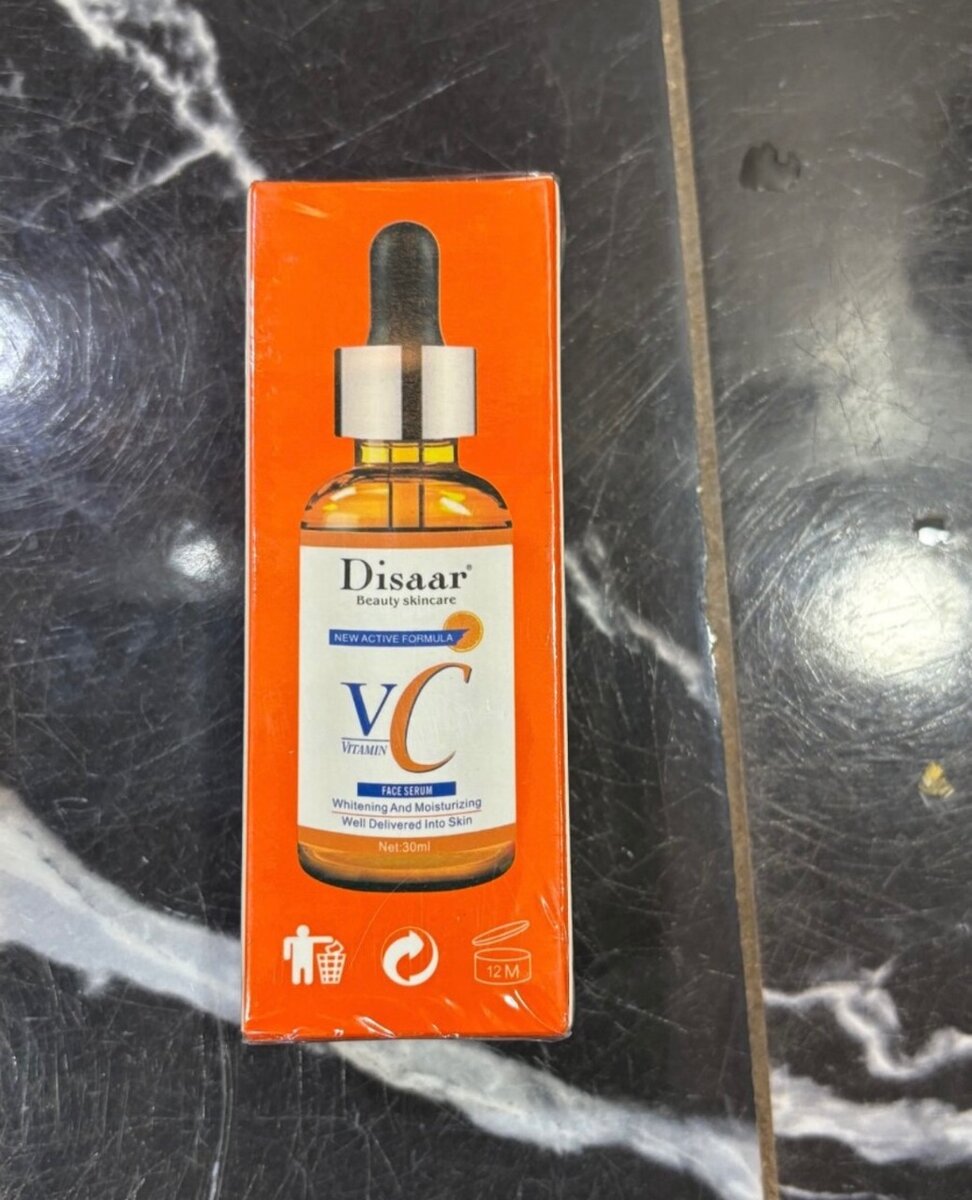 Disaar®
Beauty skincare
NEW ACTIVE FORMULA
VC
VITAMIN
FACE SERUM
Whitening And Moisturizing
Well Delivered Into Skin
Net:30ml
12 M